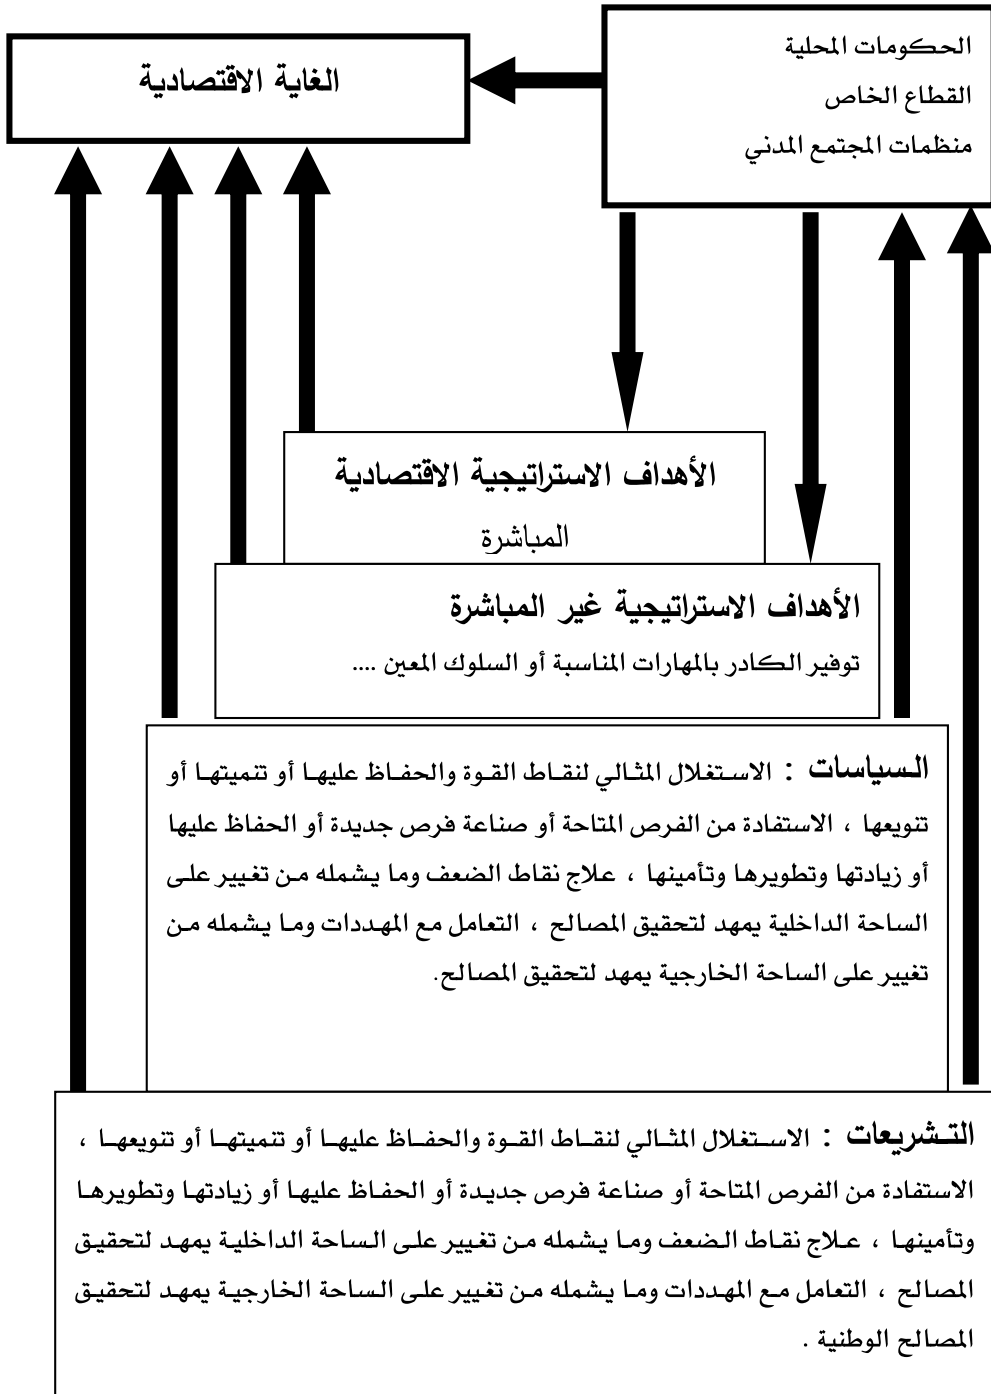 الحكومات المحلية
القطاع الخاص
منظمات المجتمع المدني
الغاية الاقتصادية
الأهداف الاستراتيجية الاقتصادية
المباشرة
الأهداف الاستراتيجية غير المباشرة
توفير الكادر بالمهارات المناسبة أو السلوك المعين ....
السياسات : الاستغلال المثالي لنقاط القوة والحفاظ عليها أو تنميتها أو
تنويعها ، الاستفادة من الفرص المتاحة أو صناعة فرص جديدة أو الحفاظ عليها
أو زيادتها وتطويرها وتأمينها ، علاج نقاط الضعف وما يشمله من تغيير على
الساحة الداخلية يمهد لتحقيق المصالح ، التعامل مع المهددات وما يشمله من
تغيير على الساحة الخارجية يمهد لتحقيق المصالح.
التشريعات : الاستغلال المثالي لنقاط القوة والحفاظ عليها أو تنميتها أو تنويعها ،
الاستفادة من الفرص المتاحة أو صناعة فرص جديدة أو الحفاظ عليها أو زيادتها وتطويرها
وتأمينها ، علاج نقاط الضعف وما يشمله من تغيير على الساحة الداخلية يمهد لتحقيق
المصالح ، التعامل مع المهددات وما يشمله من تغيير على الساحة الخارجية يمهد لتحقيق
المصالح الوطنية .